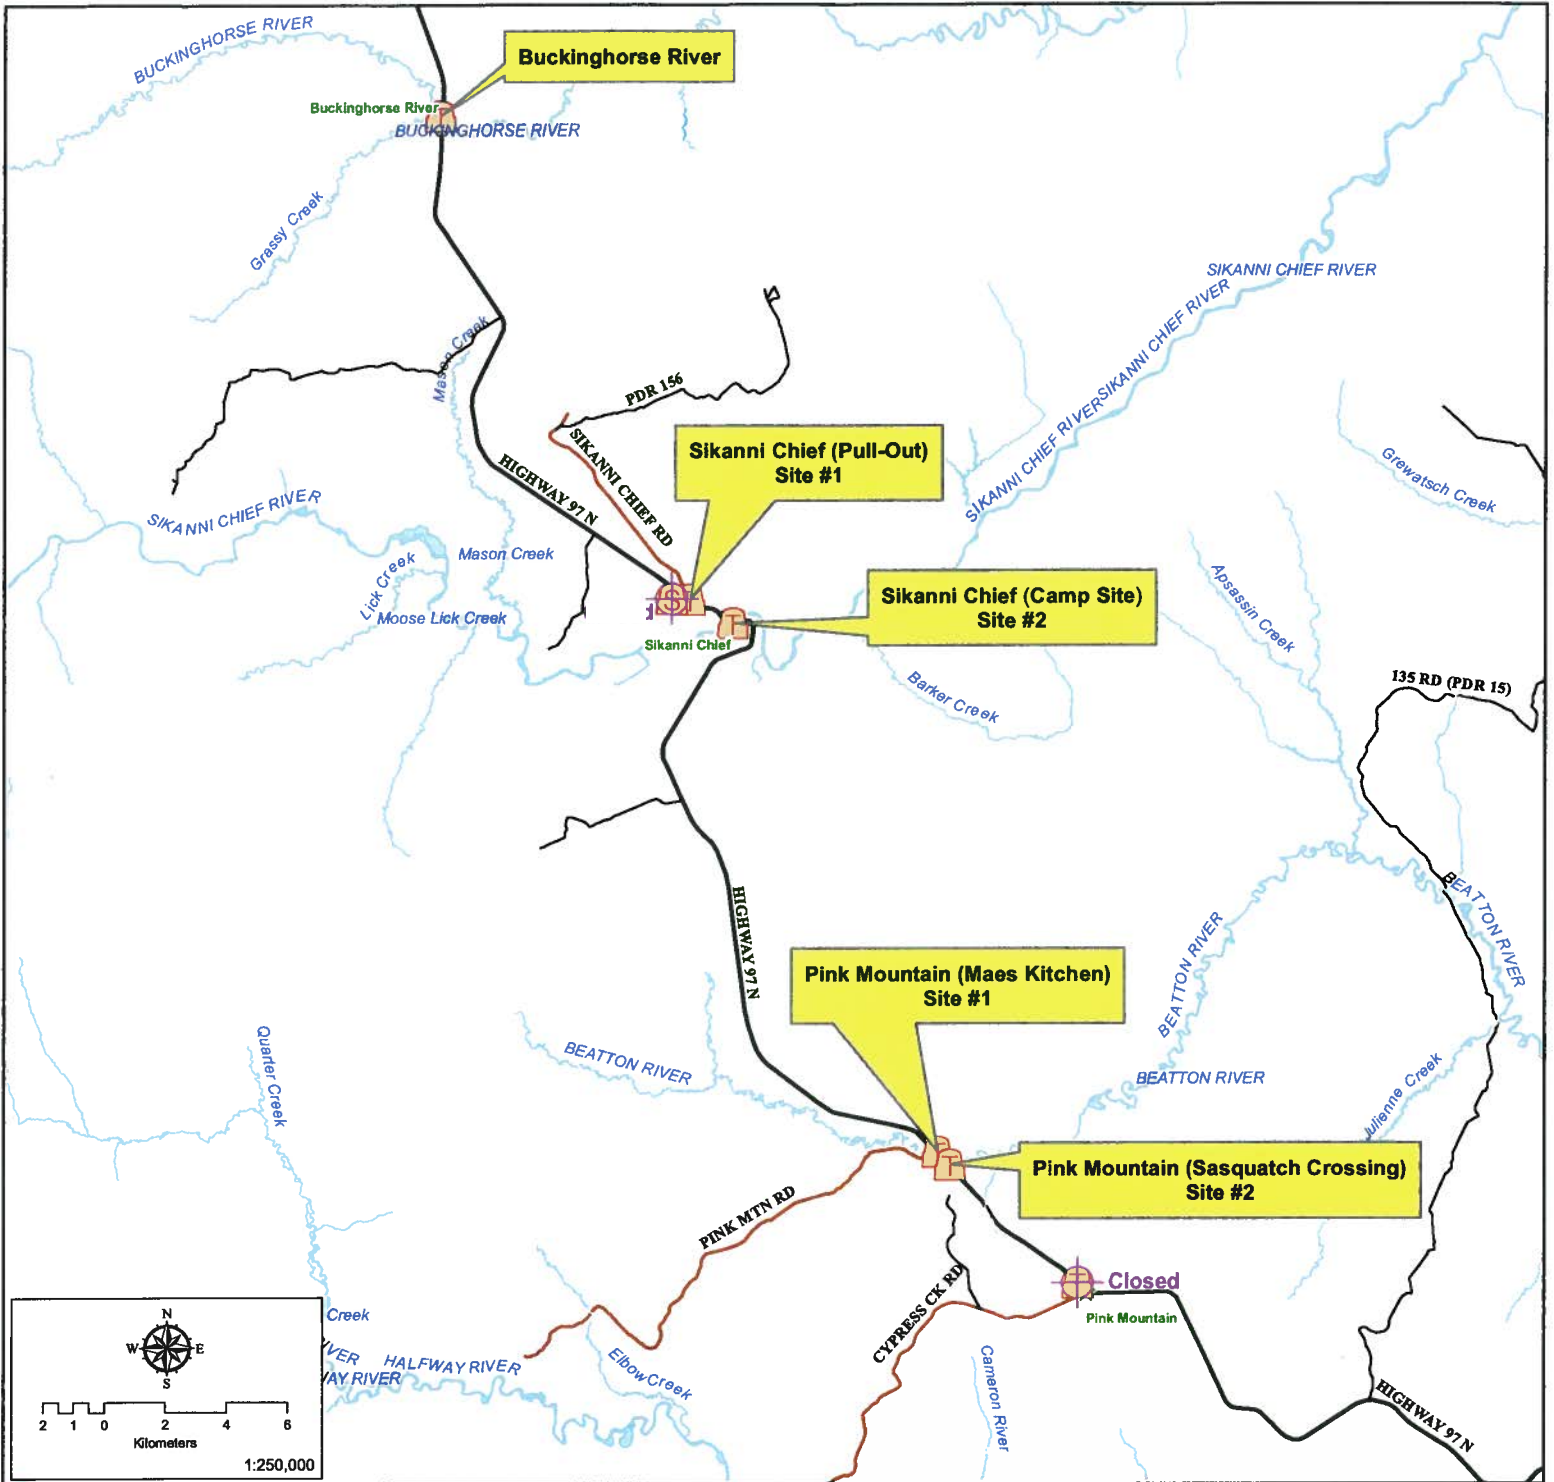 BUCKINGHORSE RIVER
Buckinghorse River
Buckinghorse River
BUCKINGHORSE RIVER
Grassy Creek
SIKANNI CHIEF RIVER
SIKANNI CHIEF RIVER
SIKANNI CHIEF RIVER
Mason Creek
PDR 156
SIKANNI CHIEF RD
HIGHWAY 97 N
Sikanni Chief (Pull-Out)
Site #1
Grewatsch Creek
SIKANNI CHIEF RIVER
Mason Creek
Lick Creek
Moose Lick Creek
S
1
T
Sikanni Chief
Sikanni Chief (Camp Site)
Site #2
Apsassin Creek
Barker Creek
135 RD (PDR 15)
HIGHWAY 97 N
BEATTON RIVER
BEATTON RIVER
Pink Mountain (Maes Kitchen)
Site #1
Quarter Creek
BEATTON RIVER
BEATTON RIVER
Julienne Creek
T
Pink Mountain (Sasquatch Crossing)
Site #2
PINK MTN RD
CYPRESS CK RD
Closed
Pink Mountain
Creek
IVER
HALFWAY RIVER
AY RIVER
Elbow Creek
Cameron River
HIGHWAY 97 N
N
W
E
S
2 1 0 2 4 6
Kilometers
1:250,000